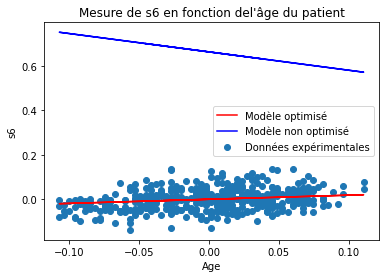 Mesure de s6 en fonction del'âge du patient
s6
0.6
0.4
0.2
0.0
Modèle optimisé
Modèle non optimisé
Données expérimentales
−0.10
−0.05
0.00
0.05
0.10
Age